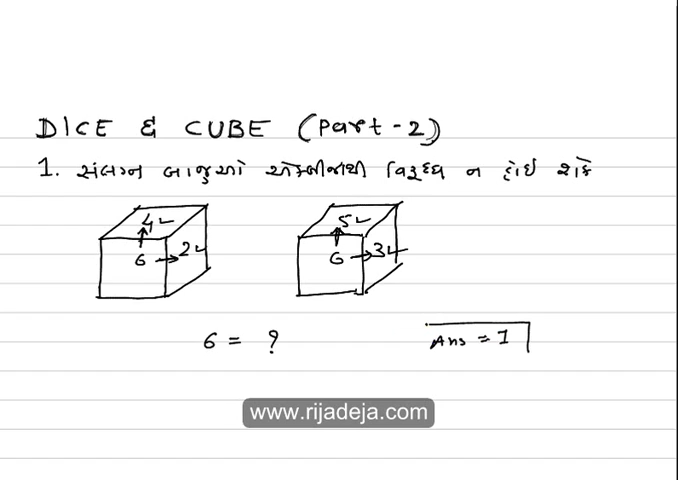 DICE & CUBE (Part-2)
1. સંલગ્ન બાજુઓ એકબીજાથી વિરૂધ્ધ ન હોઇ શકે
4✓ 5✓
6 → 2✓ 6 → 3✓
6 = ?
Ans = 1
www.rijadeja.com